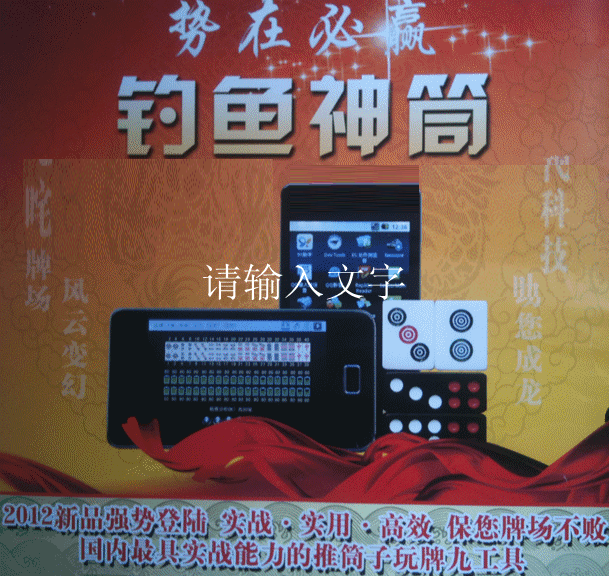 势在必赢
钓鱼神筒
咤牌场
风云变幻
代科技
助您成龙
12:36
请输入文字
2012新品强势登陆 实战·实用·高效 保您牌场不败
国内最具实战能力的推筒子玩牌九工具